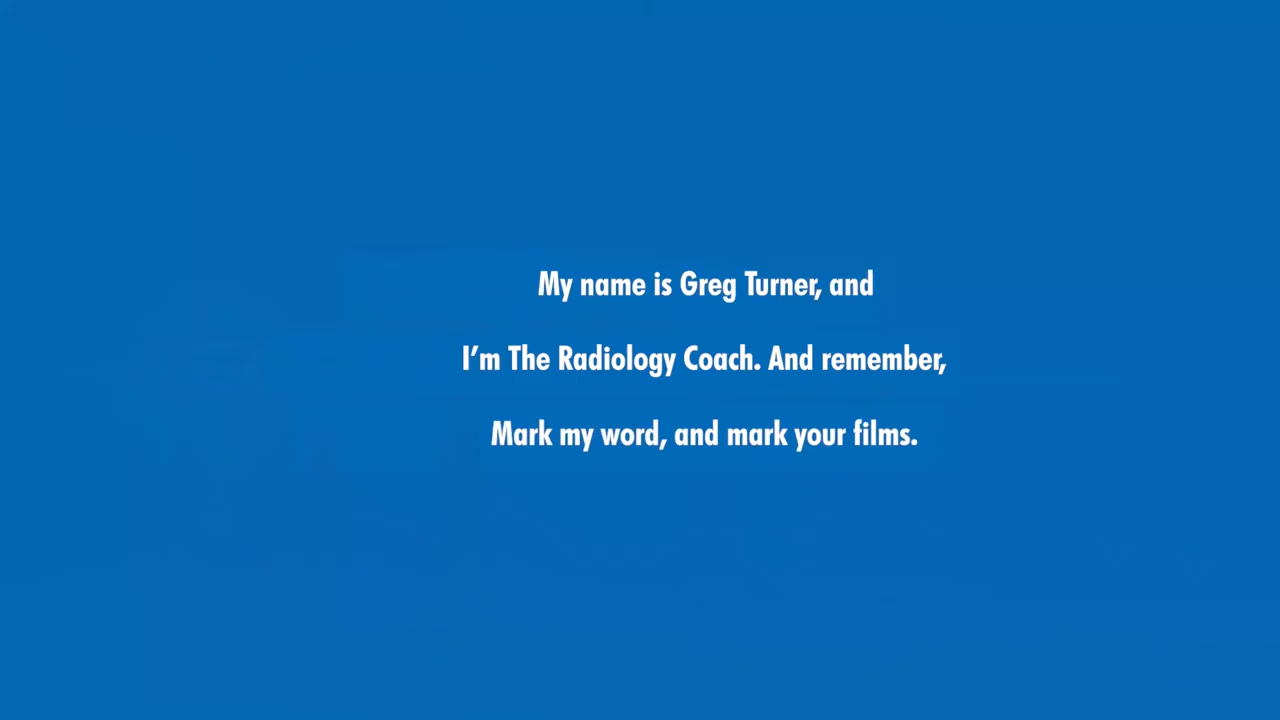 My name is Greg Turner, and
I’m The Radiology Coach. And remember,
Mark my word, and mark your films.